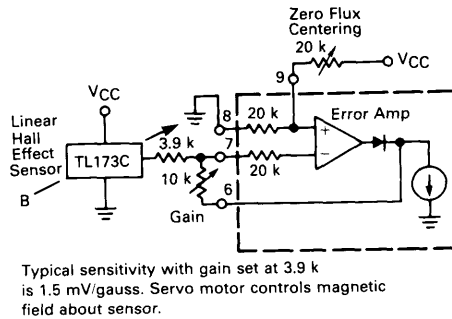 Zero Flux
Centering
20 k
VCC
9
VCC
8
20 k
Error Amp
Linear
Hall
Effect
Sensor
TL173C
3.9 k
7
+
−
B
10 k
20 k
6
Gain
Typical sensitivity with gain set at 3.9 k
is 1.5 mV/gauss. Servo motor controls magnetic
field about sensor.